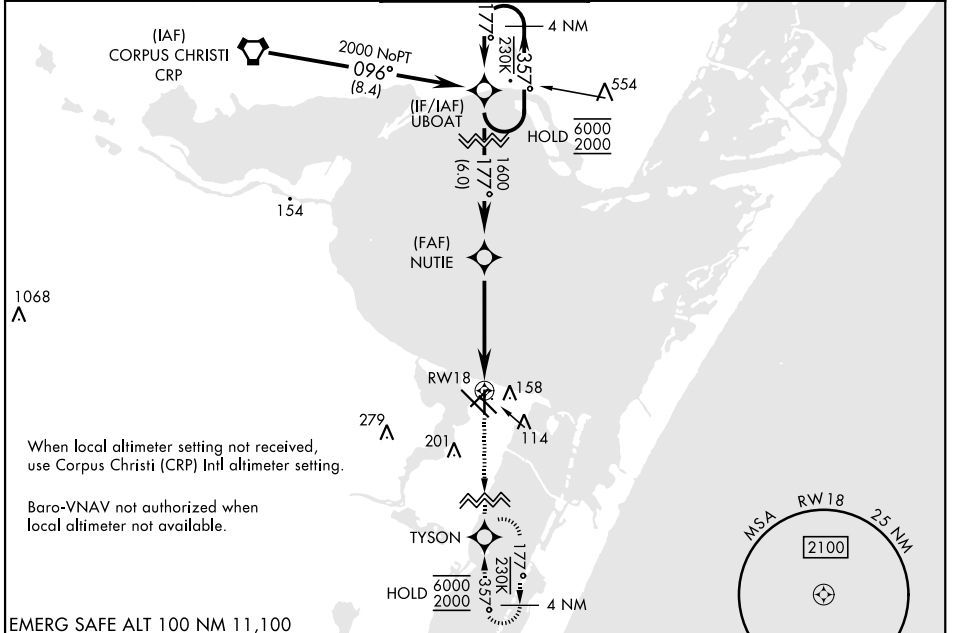 (IAF)
CORPUS CHRISTI
CRP
2000 NoPT
096°
(8.4)
177°
4 NM
230K
357°
554
(IF/IAF)
UBOAT
HOLD 6000
2000
1600
177°
(6.0)
154
(FAF)
NUTIE
1068
RW18
158
114
279
201
When local altimeter setting not received,
use Corpus Christi (CRP) Intl altimeter setting.
Baro-VNAV not authorized when
local altimeter not available.
TYSON
177°
230K
357°
HOLD 6000
2000
4 NM
MSA RW 18 25 NM
2100
EMERG SAFE ALT 100 NM 11,100